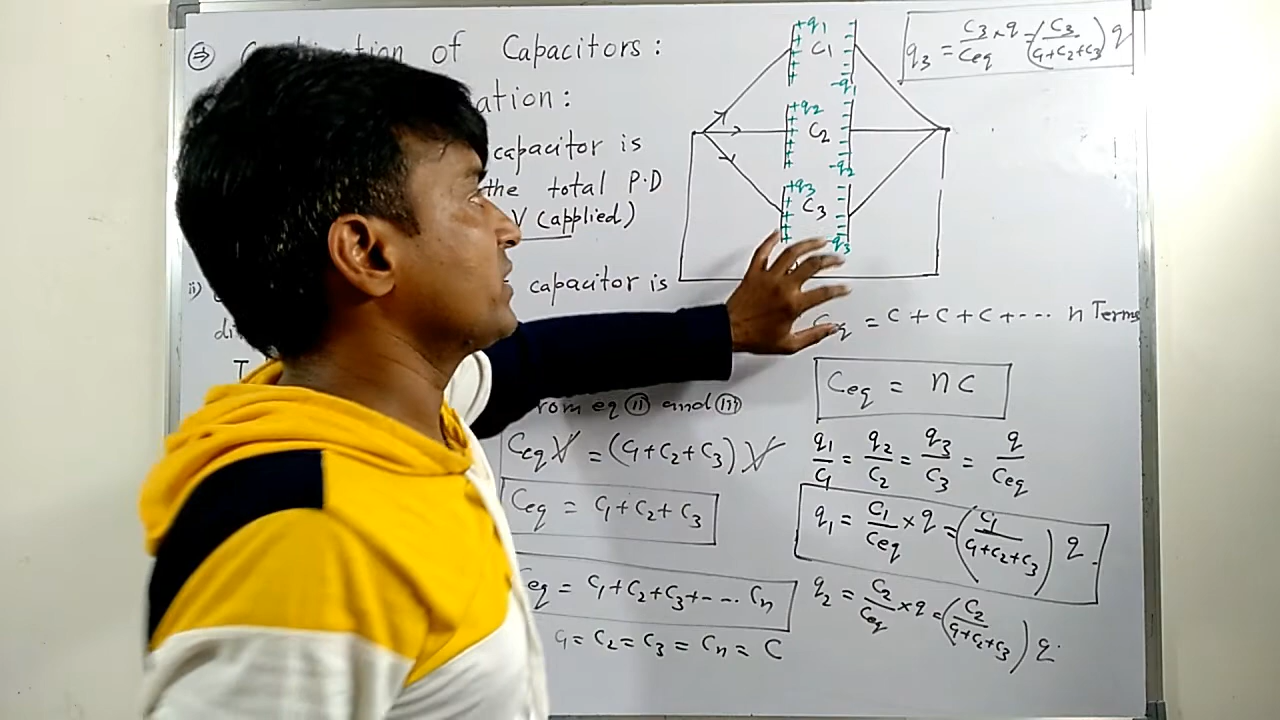 ⇒ of Capacitors:
ation:
capacitor is
the total P.D
V (applied)
ii) capacitor is
di
T
from eq (ii) and (iii)
Ceq V = (C1+C2+C3) V
Ceq = C1+C2+C3
eq = C1+C2+C3+-... Cn
C1 = C2 = C3 = Cn = C
+q1 C1 -q1
+q2 C2 -q2
+q3 C3 -q3
q3 = C3/Ceq × q = (C3/(C1+C2+C3)) q
Ceq = C + C + C +-... n Terms
Ceq = nC
q1/C1 = q2/C2 = q3/C3 = q/Ceq
q1 = C1/Ceq × q = (C1/(C1+C2+C3)) q
q2 = C2/Ceq × q = (C2/(C1+C2+C3)) q